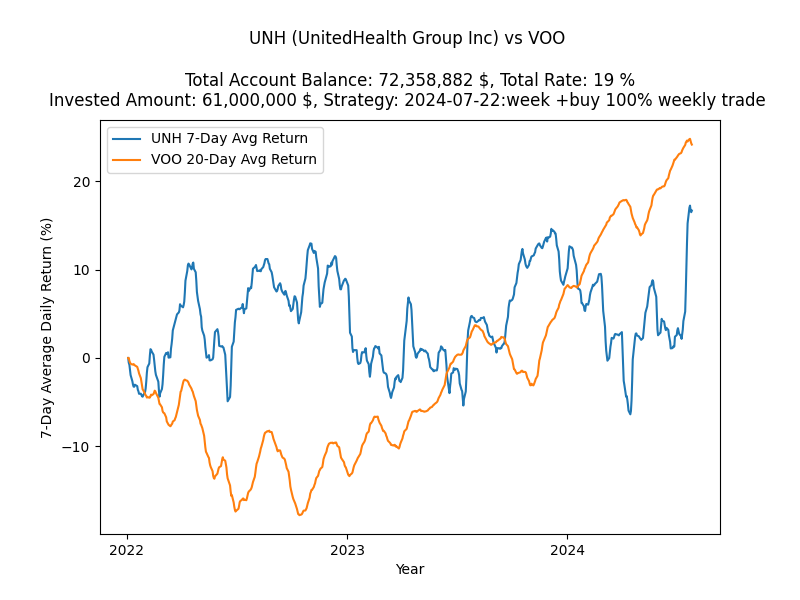 UNH (UnitedHealth Group Inc) vs VOO
Total Account Balance: 72,358,882 $, Total Rate: 19 %
Invested Amount: 61,000,000 $, Strategy: 2024-07-22:week +buy 100% weekly trade
UNH 7-Day Avg Return
VOO 20-Day Avg Return
7-Day Average Daily Return (%)
20
10
0
−10
2022
2023
2024
Year